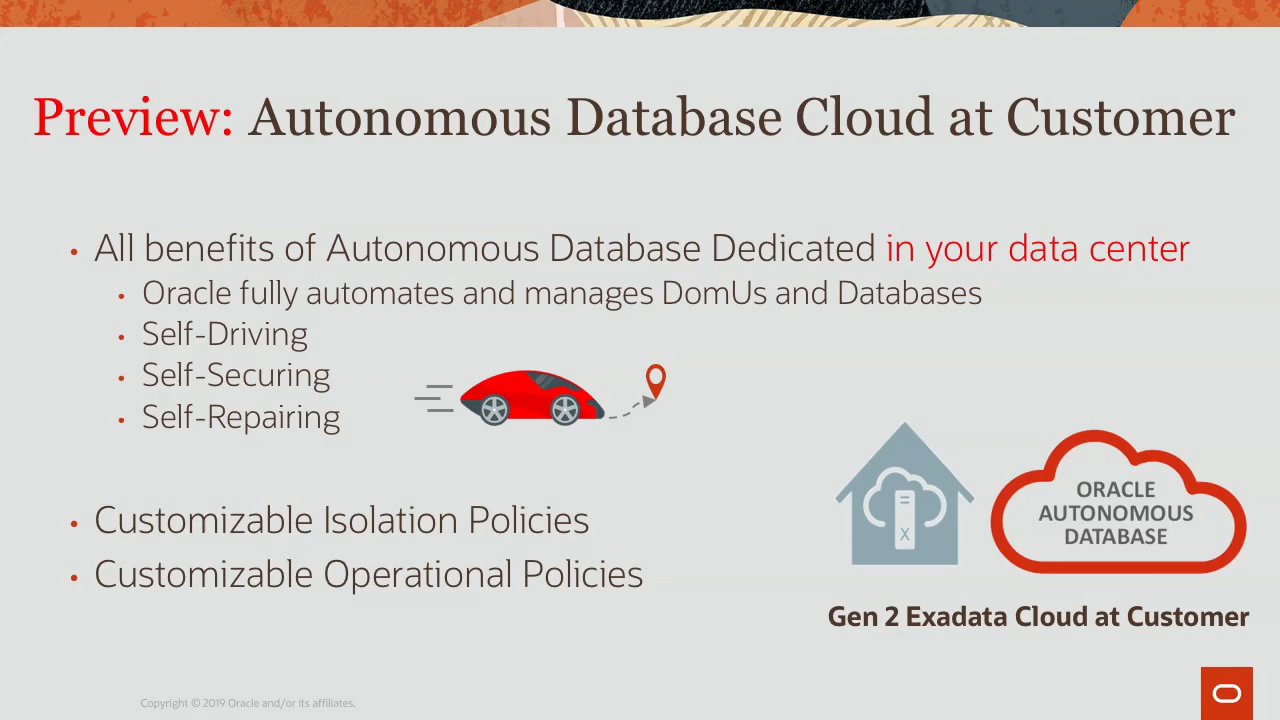 Preview: Autonomous Database Cloud at Customer
• All benefits of Autonomous Database Dedicated in your data center
• Oracle fully automates and manages DomUs and Databases
• Self-Driving
• Self-Securing
• Self-Repairing
• Customizable Isolation Policies
• Customizable Operational Policies
X
ORACLE
AUTONOMOUS
DATABASE
Gen 2 Exadata Cloud at Customer
Copyright © 2019 Oracle and/or its affiliates.